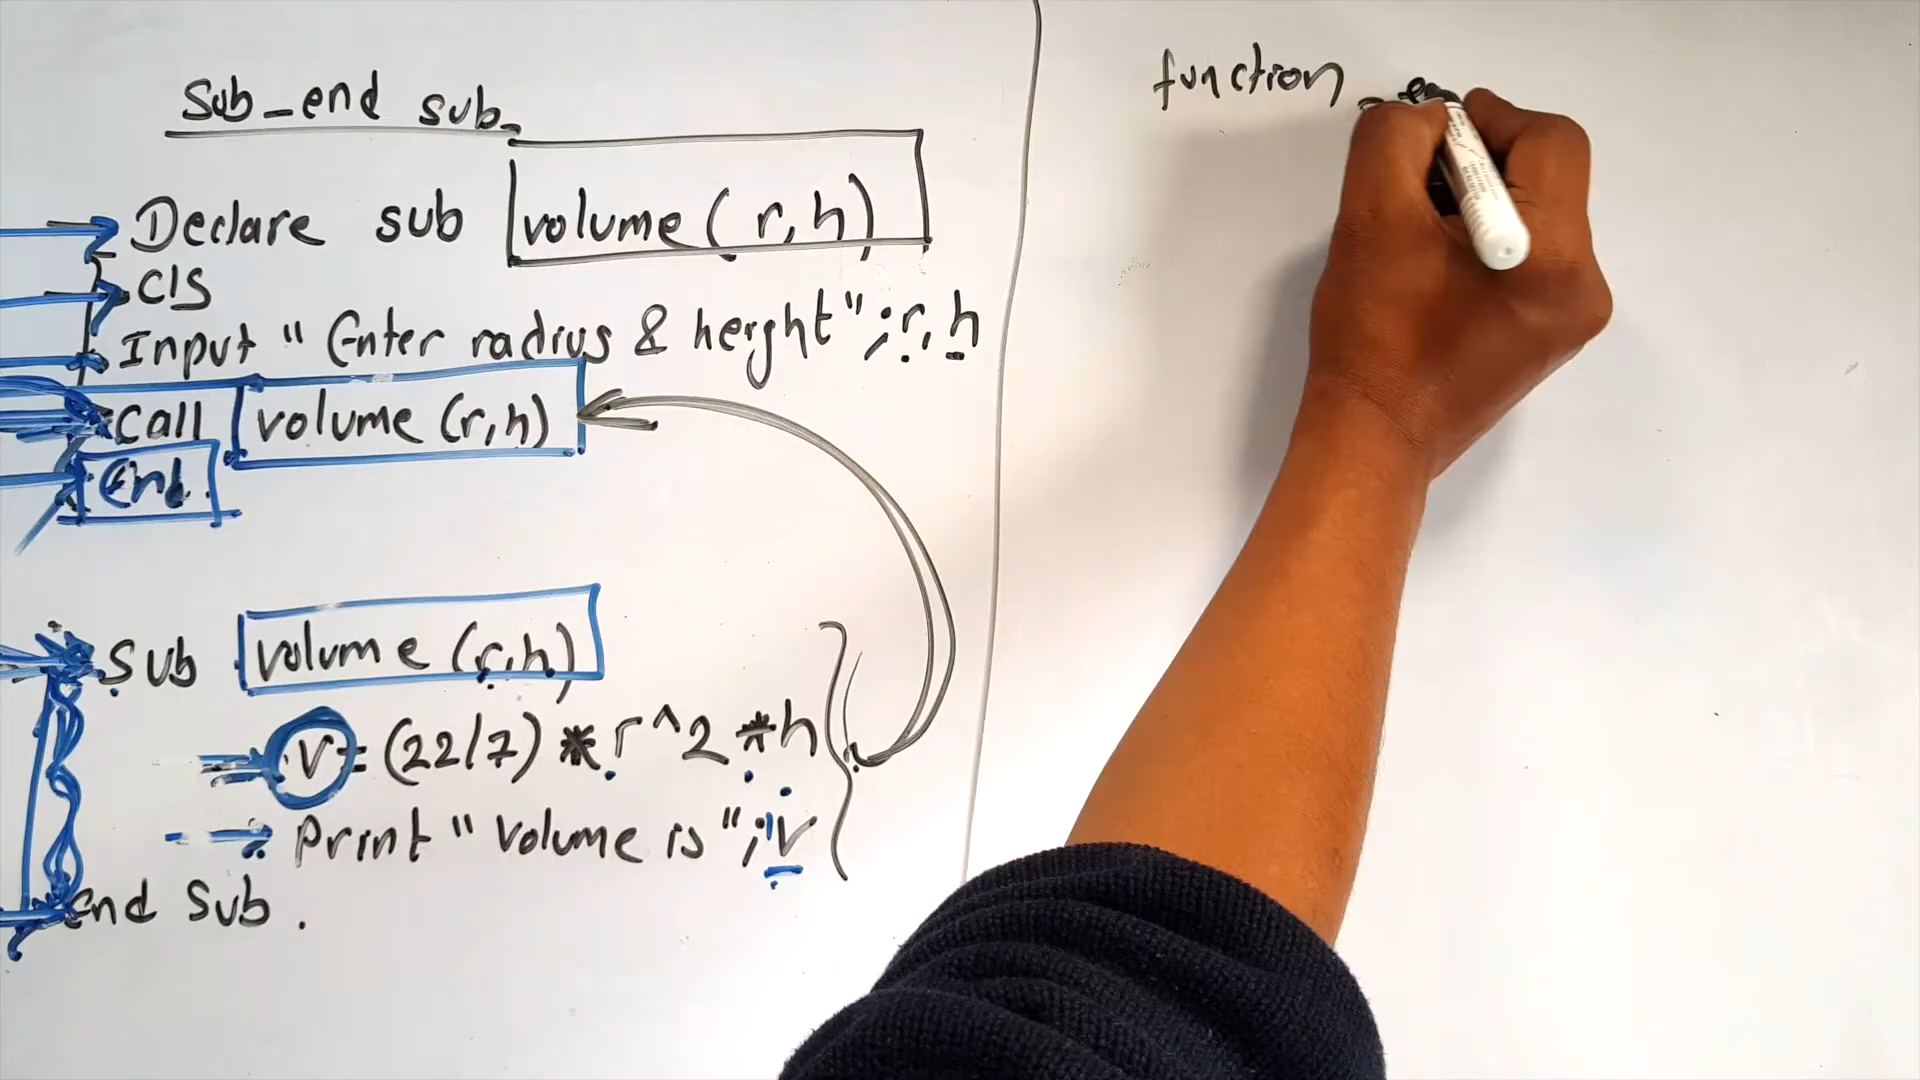 Sub_end sub
Declare sub volume (r,h)
Cls
Input " Enter radius & height" ; r, h
Call volume (r,h)
End.
Sub volume (r,h)
v = (22/7) * r ^ 2 * h
Print " Volume is " ; v
End Sub .
function _ e